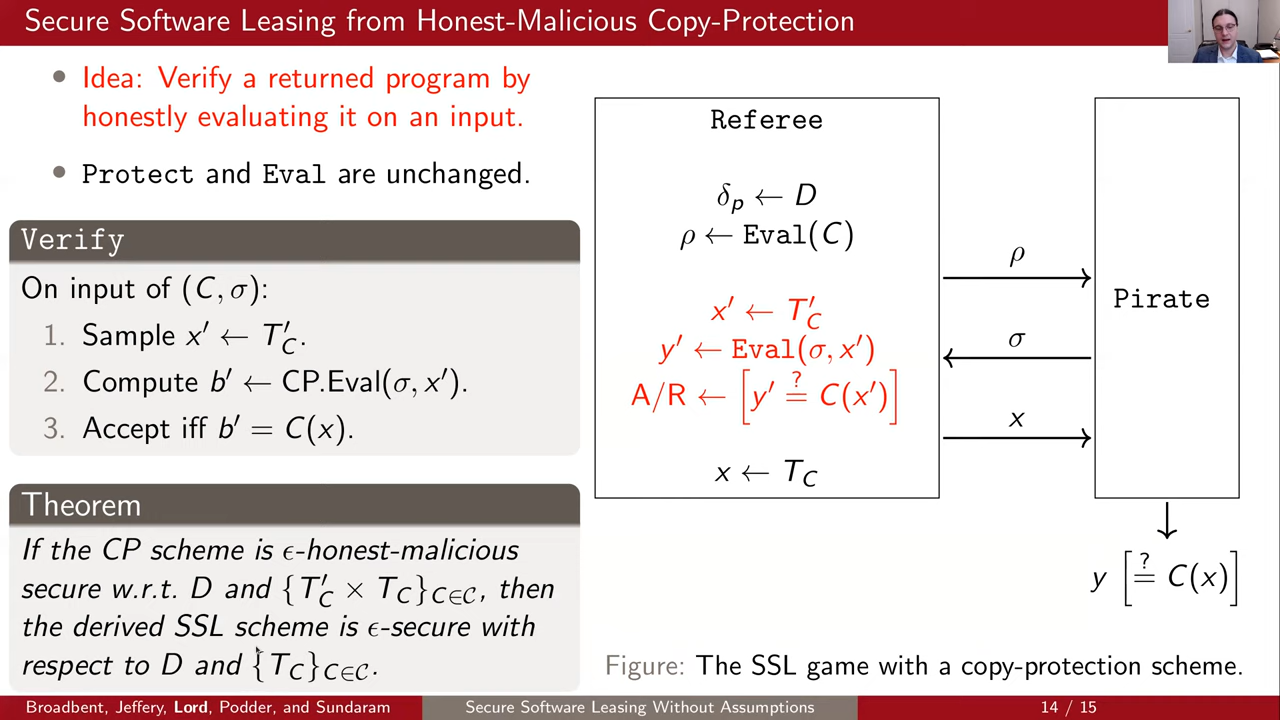 Secure Software Leasing from Honest-Malicious Copy-Protection
• Idea: Verify a returned program by
honestly evaluating it on an input.
• Protect and Eval are unchanged.
Verify
On input of (C, σ):
1. Sample x′ ← T′_C.
2. Compute b′ ← CP.Eval(σ, x′).
3. Accept iff b′ = C(x).
Theorem
If the CP scheme is ϵ-honest-malicious
secure w.r.t. D and {T′_C × T_C}_{C∈𝒞}, then
the derived SSL scheme is ϵ-secure with
respect to D and {T_C}_{C∈𝒞}.
Referee
δ_p ← D
ρ ← Eval(C)
x′ ← T′_C
y′ ← Eval(σ, x′)
A/R ← [y′ =? C(x′)]
x ← T_C
ρ
σ
x
Pirate
y [=? C(x)]
Figure: The SSL game with a copy-protection scheme.
Broadbent, Jeffery, Lord, Podder, and Sundaram
Secure Software Leasing Without Assumptions
14 / 15